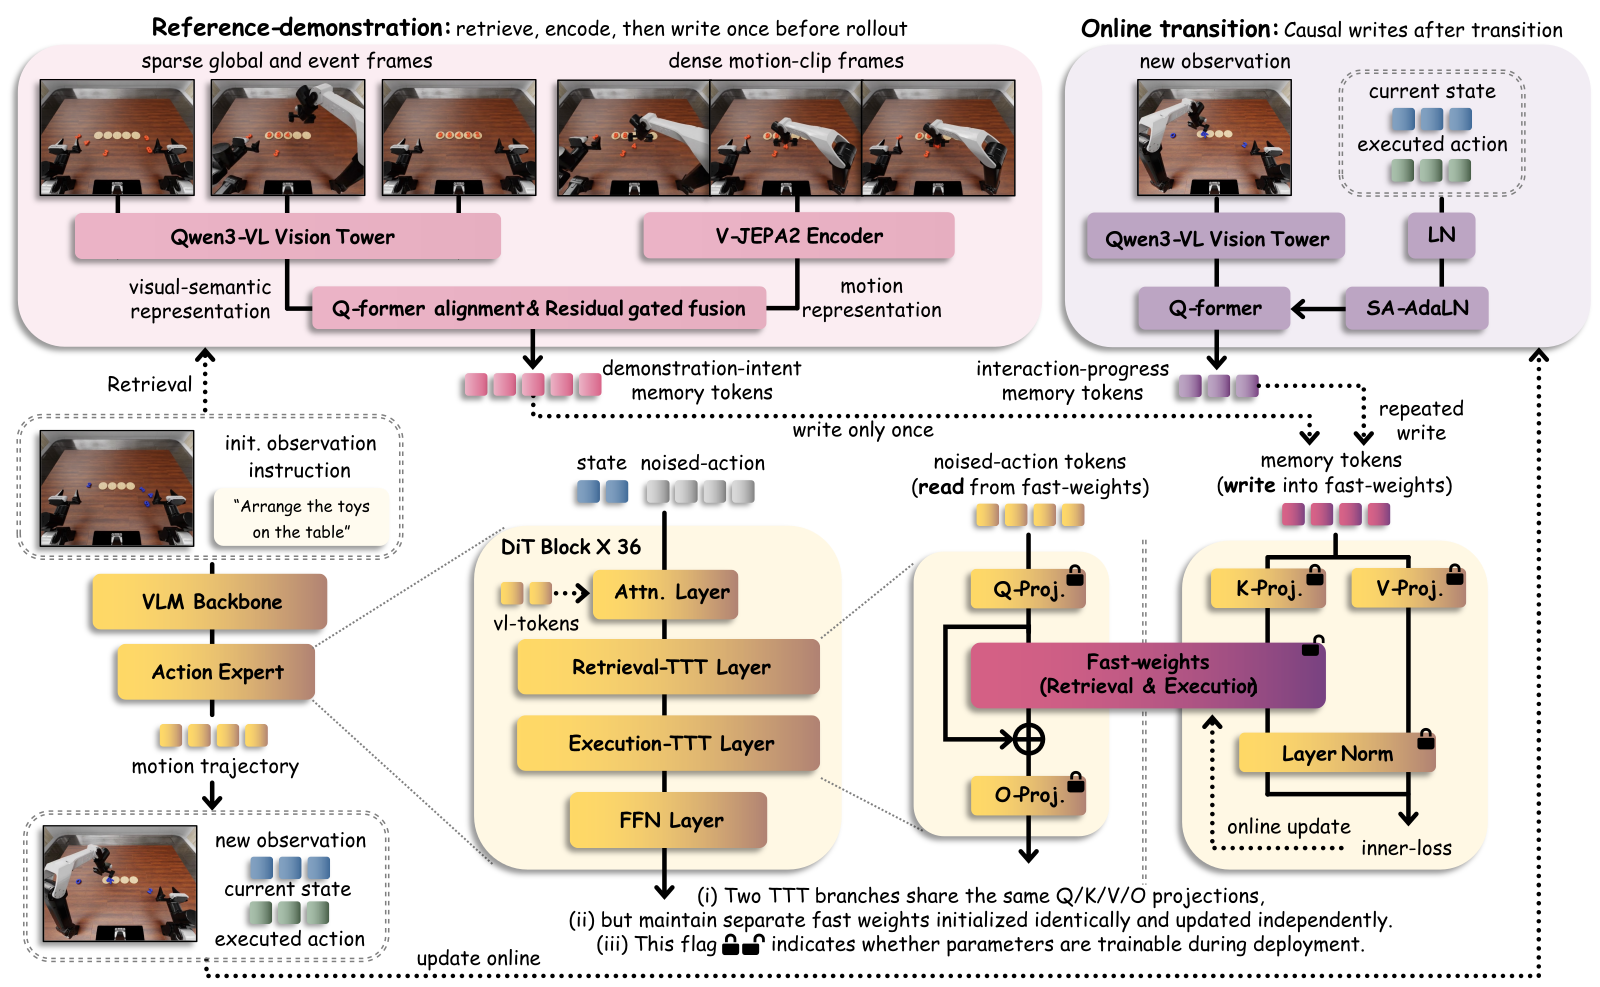 Reference-demonstration: retrieve, encode, then write once before rollout
sparse global and event frames
dense motion-clip frames
Qwen3-VL Vision Tower
V-JEPA2 Encoder
visual-semantic
representation
motion
representation
Q-former alignment& Residual gated fusion
demonstration-intent
memory tokens
Online transition: Causal writes after transition
new observation
current state
executed action
Qwen3-VL Vision Tower
LN
Q-former
SA-AdaLN
interaction-progress
memory tokens
Retrieval
write only once
repeated
write
init. observation
instruction
"Arrange the toys
on the table"
VLM Backbone
Action Expert
motion trajectory
new observation
current state
executed action
update online
state
noised-action
DiT Block X 36
vl-tokens
Attn. Layer
Retrieval-TTT Layer
Execution-TTT Layer
FFN Layer
noised-action tokens
(read from fast-weights)
memory tokens
(write into fast-weights)
Q-Proj.
K-Proj.
V-Proj.
Fast-weights
(Retrieval & Execution)
Layer Norm
O-Proj.
online update
inner-loss
(i) Two TTT branches share the same Q/K/V/O projections,
(ii) but maintain separate fast weights initialized identically and updated independently.
(iii) This flag indicates whether parameters are trainable during deployment.